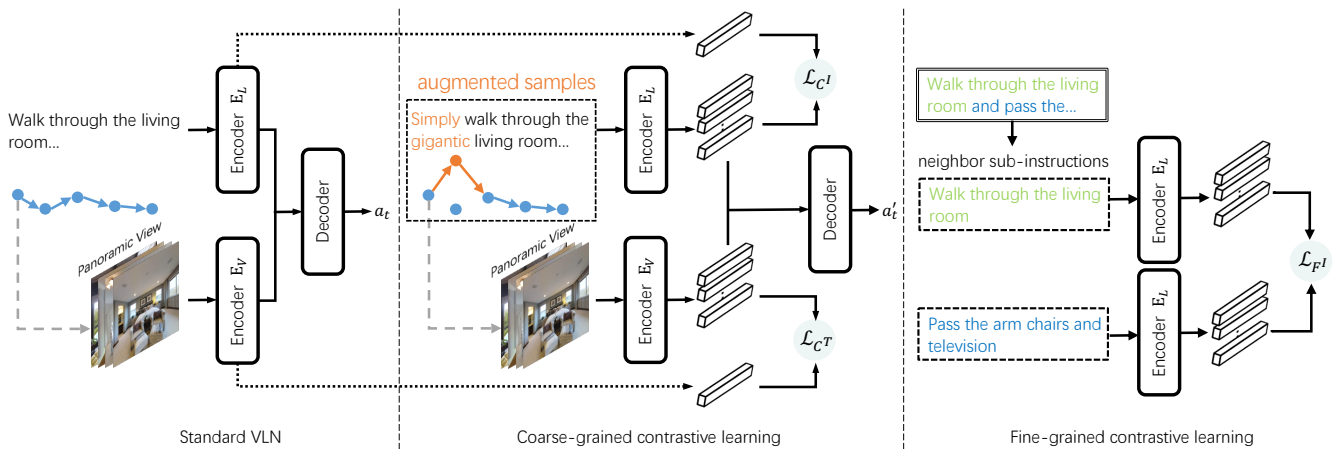 Walk through the living
room...
Panoramic View
Encoder E_L
Encoder E_V
Decoder
a_t
Standard VLN
augmented samples
Simply walk through the
gigantic living room...
Panoramic View
Encoder E_L
Encoder E_V
ℒ_{C^I}
Decoder
a'_t
ℒ_{C^T}
Coarse-grained contrastive learning
Walk through the living
room and pass the...
neighbor sub-instructions
Walk through the living
room
Encoder E_L
Pass the arm chairs and
television
Encoder E_L
ℒ_{F^I}
Fine-grained contrastive learning